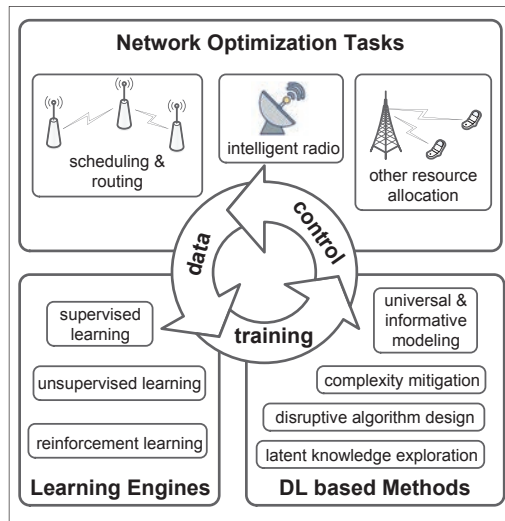 Network Optimization Tasks
scheduling &
routing
intelligent radio
other resource
allocation
data
control
training
supervised
learning
unsupervised learning
reinforcement learning
Learning Engines
universal &
informative
modeling
complexity mitigation
disruptive algorithm design
latent knowledge exploration
DL based Methods